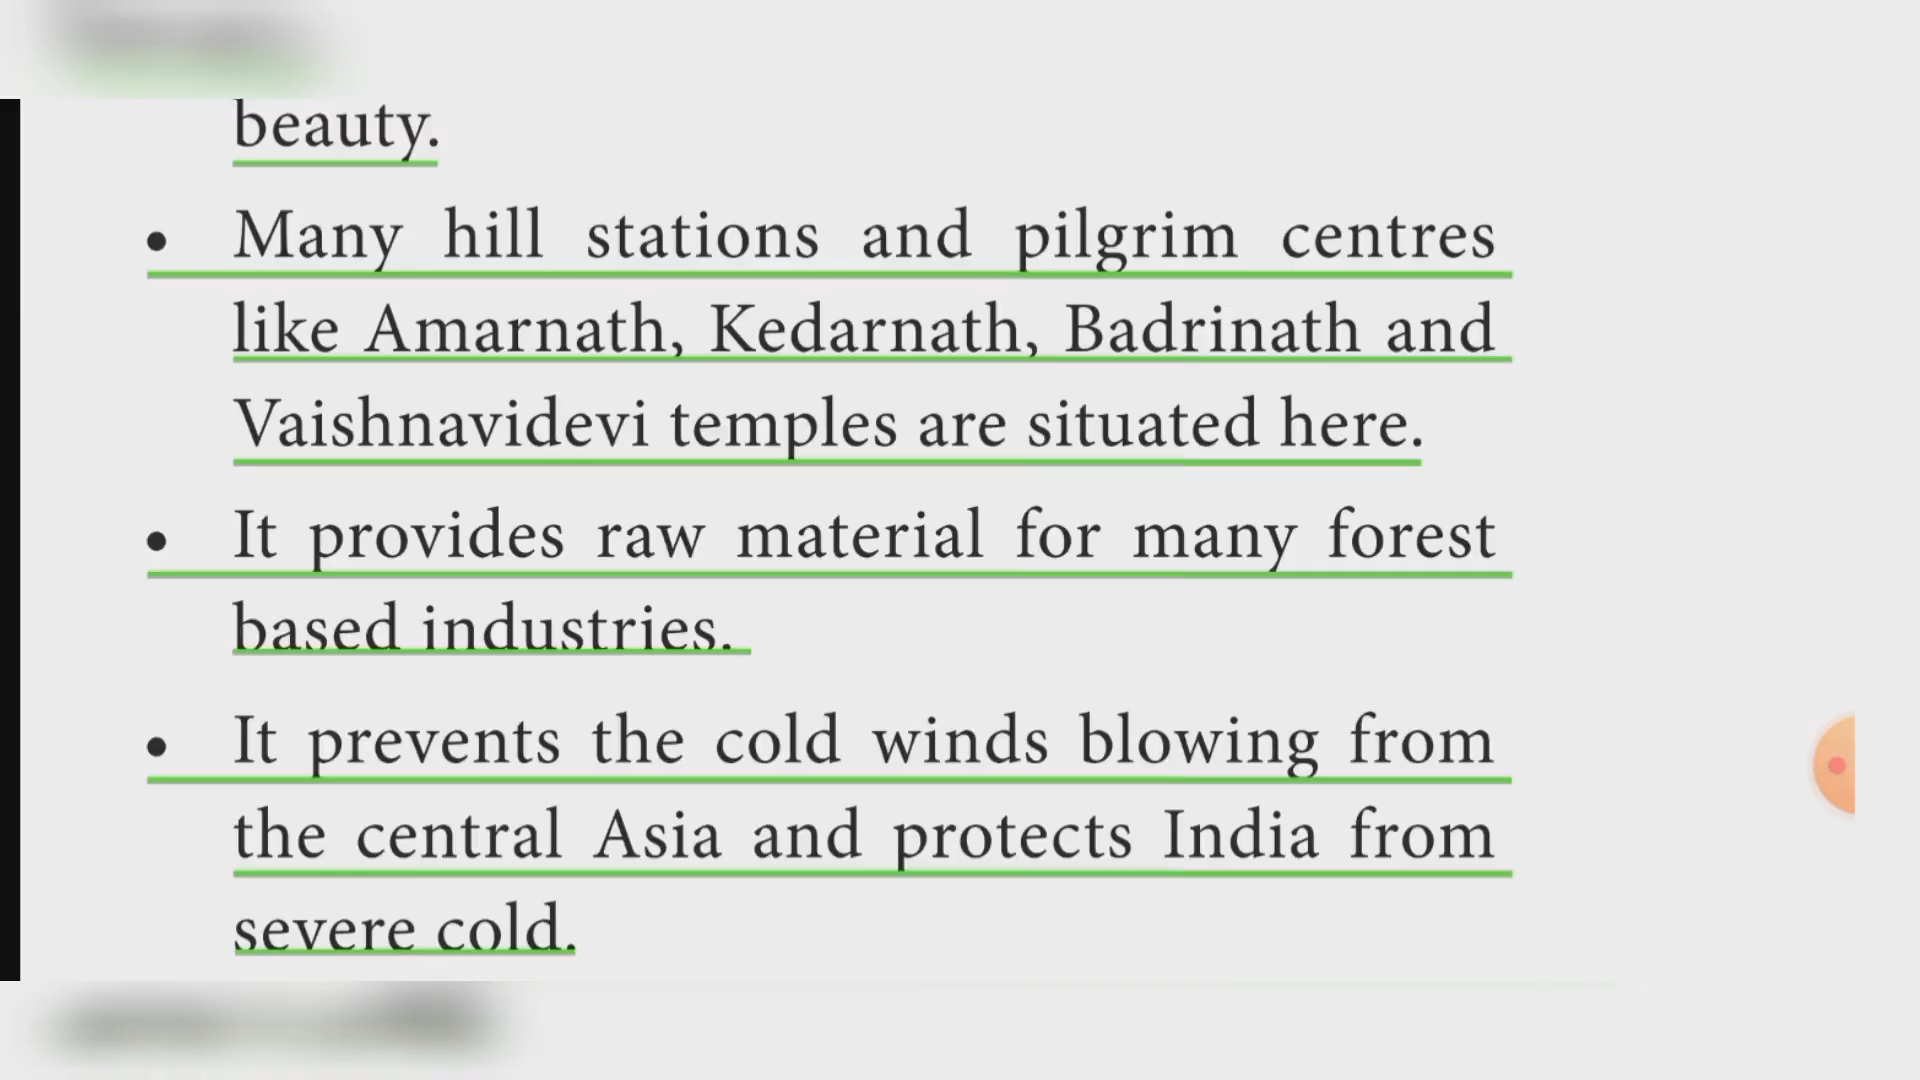 beauty.
• Many hill stations and pilgrim centres
like Amarnath, Kedarnath, Badrinath and
Vaishnavidevi temples are situated here.
• It provides raw material for many forest
based industries.
• It prevents the cold winds blowing from
the central Asia and protects India from
severe cold.